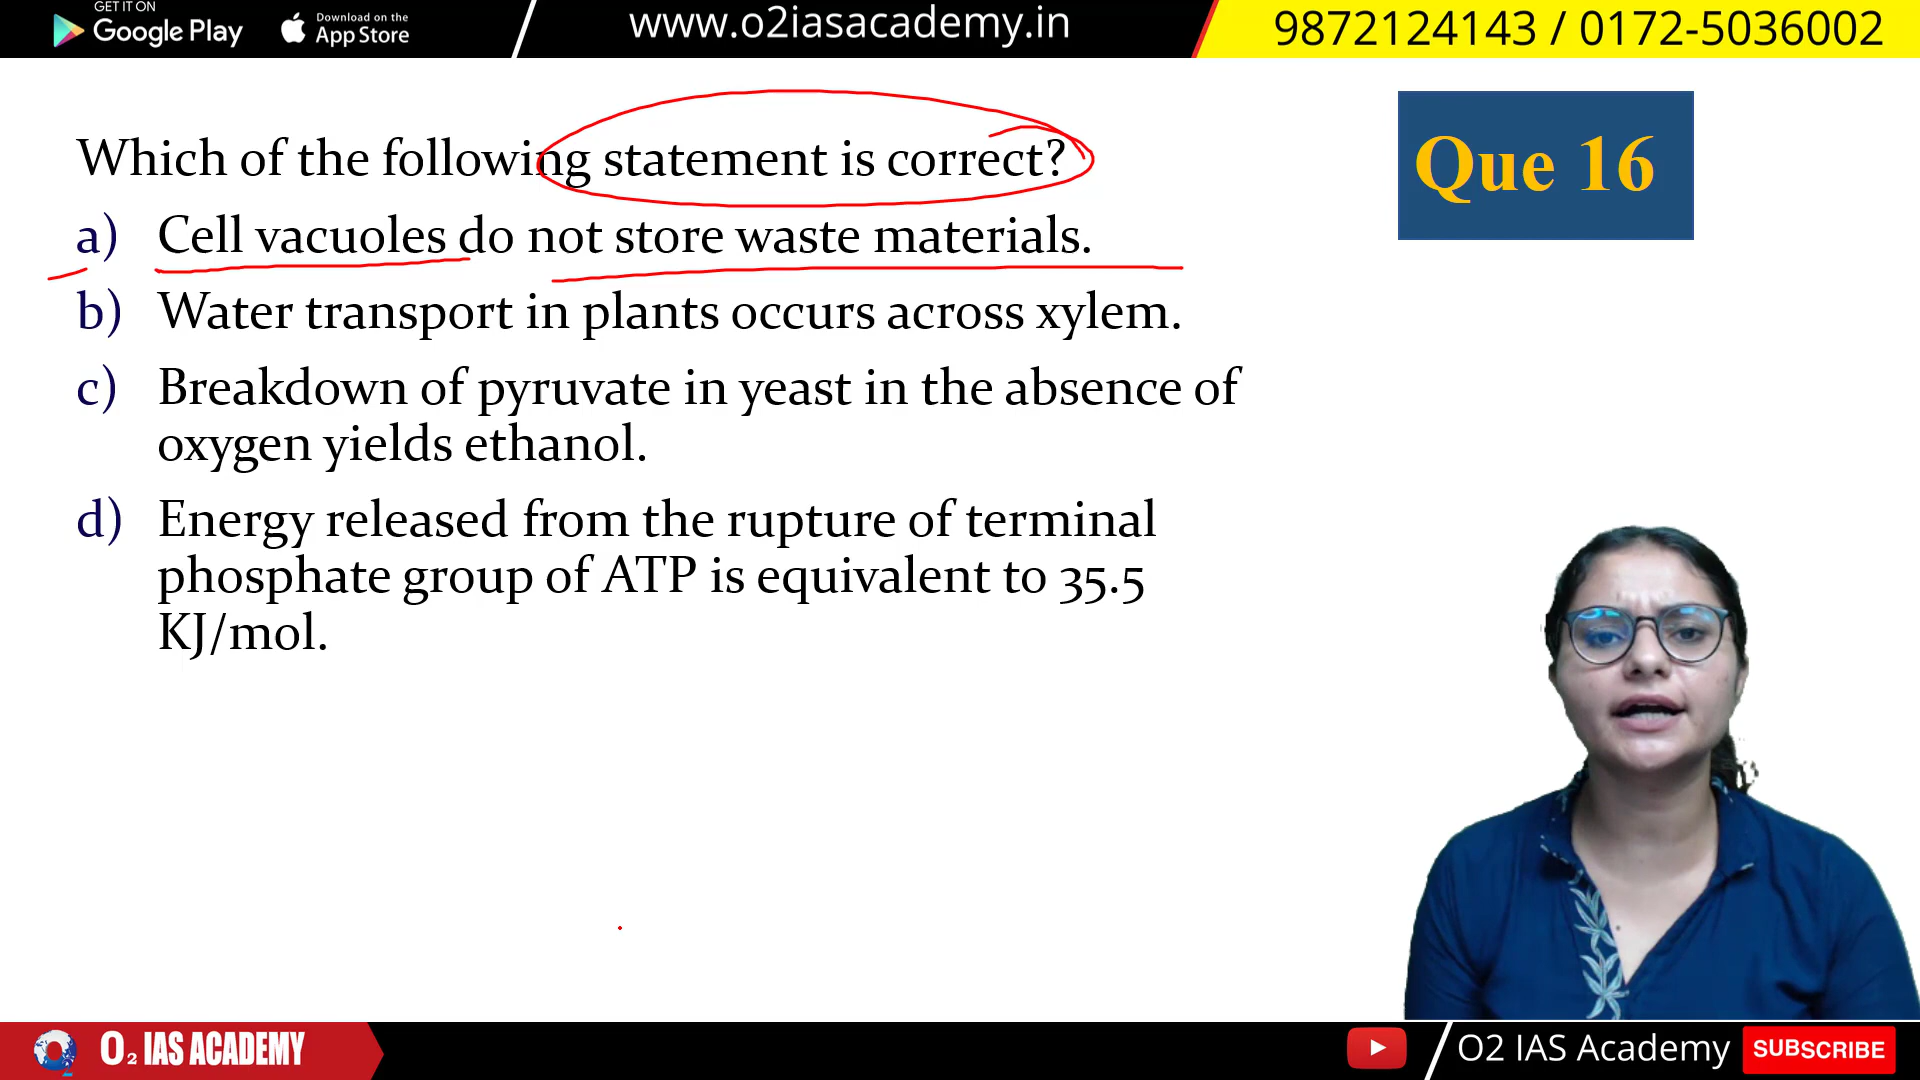 GET IT ON
Google Play
Download on the
App Store
www.o2iasacademy.in
9872124143 / 0172-5036002
Which of the following statement is correct?
Que 16
a) Cell vacuoles do not store waste materials.
b) Water transport in plants occurs across xylem.
c) Breakdown of pyruvate in yeast in the absence of
oxygen yields ethanol.
d) Energy released from the rupture of terminal
phosphate group of ATP is equivalent to 35.5
KJ/mol.
O2 IAS ACADEMY
O2 IAS Academy
SUBSCRIBE